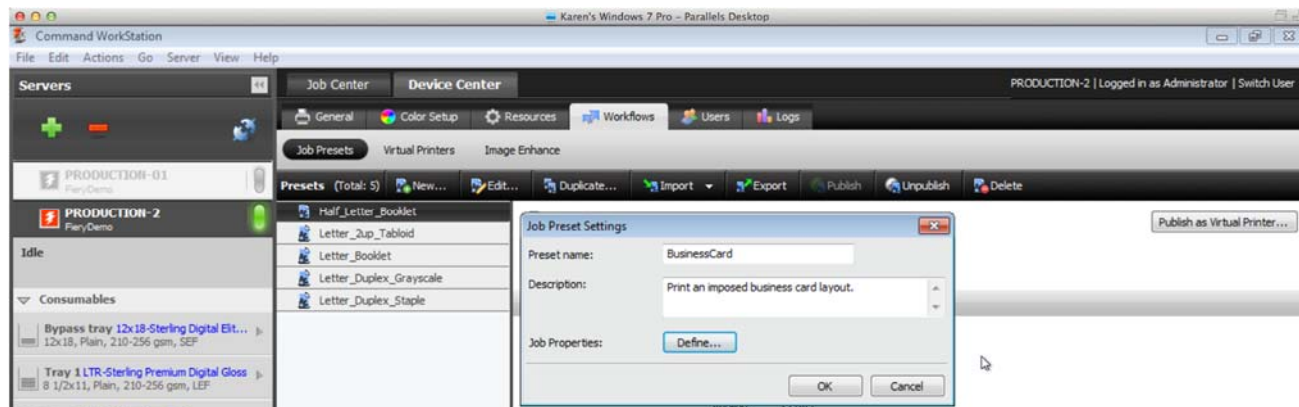 Karen's Windows 7 Pro – Parallels Desktop
Command WorkStation
File Edit Actions Go Server View Help
Servers
Job Center Device Center
PRODUCTION-2 | Logged in as Administrator | Switch User
General Color Setup Resources Workflows Users Logs
Job Presets Virtual Printers Image Enhance
PRODUCTION-01
FieryDemo
Presets (Total: 5) New... Edit... Duplicate... Import Export Publish Unpublish Delete
PRODUCTION-2
FieryDemo
Idle
Consumables
Bypass tray 12x18-Sterling Digital Elit...
12x18, Plain, 210-256 gsm, SEF
Tray 1 LTR-Sterling Premium Digital Gloss
8 1/2x11, Plain, 210-256 gsm, LEF
Half_Letter_Booklet
Letter_2up_Tabloid
Letter_Booklet
Letter_Duplex_Grayscale
Letter_Duplex_Staple
Publish as Virtual Printer...
Job Preset Settings
Preset name: BusinessCard
Description: Print an imposed business card layout.
Job Properties: Define...
OK Cancel